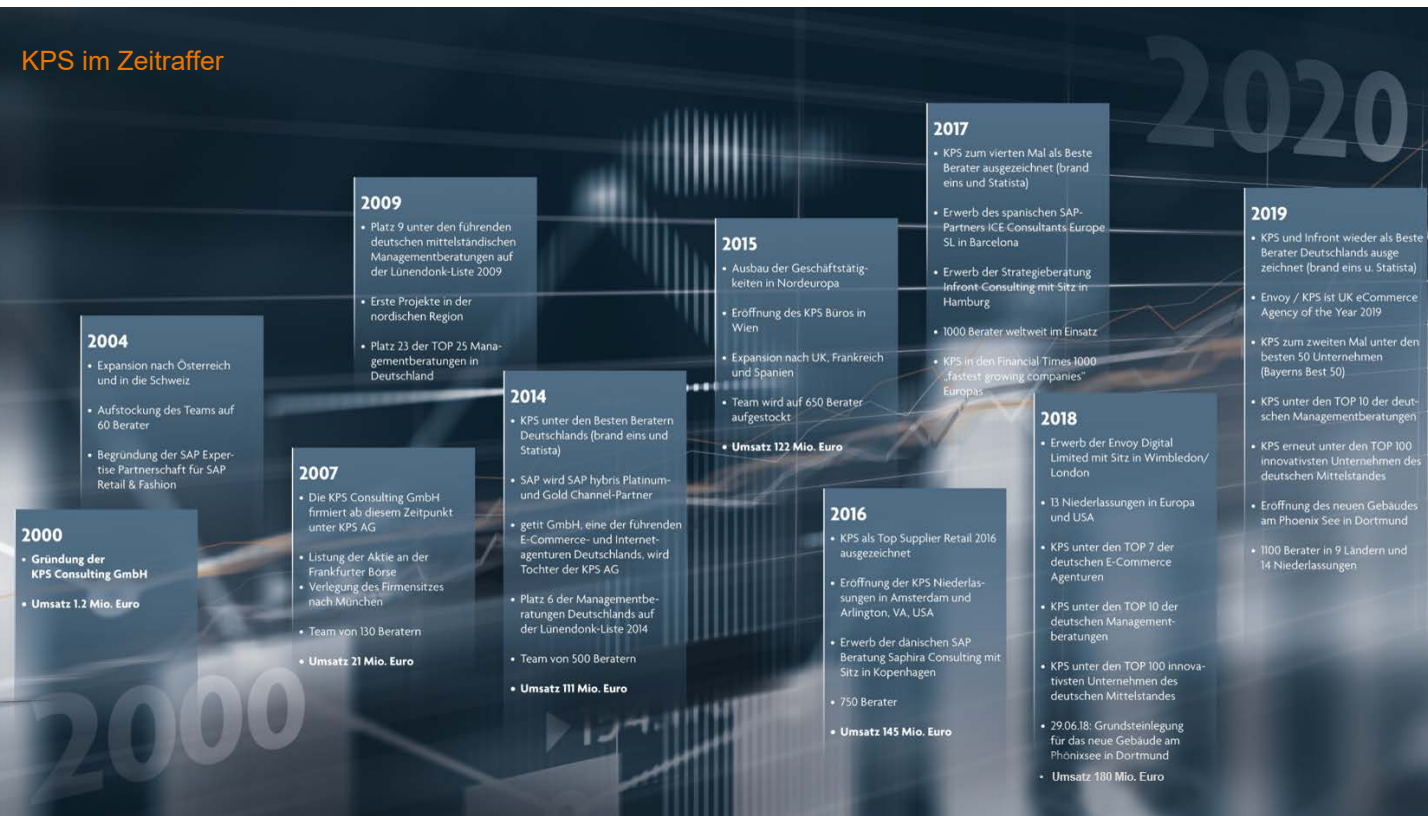 KPS im Zeitraffer
2020
2000
• Gründung der
KPS Consulting GmbH
• Umsatz 1.2 Mio. Euro
2004
• Expansion nach Österreich
und in die Schweiz
• Aufstockung des Teams auf
60 Berater
• Begründung der SAP Exper-
tise Partnerschaft für SAP
Retail & Fashion
2007
• Die KPS Consulting GmbH
firmiert ab diesem Zeitpunkt
unter KPS AG
• Listung der Aktie an der
Frankfurter Börse
• Verlegung des Firmensitzes
nach München
• Team von 130 Beratern
• Umsatz 21 Mio. Euro
2009
• Platz 9 unter den führenden
deutschen mittelständischen
Managementberatungen auf
der Lünendonk-Liste 2009
• Erste Projekte in der
nordischen Region
• Platz 23 der TOP 25 Mana-
gementberatungen in
Deutschland
2014
• KPS unter den Besten Beratern
Deutschlands (brand eins und
Statista)
• SAP wird SAP hybris Platinum-
und Gold Channel-Partner
• getit GmbH, eine der führenden
E-Commerce- und Internet-
agenturen Deutschlands, wird
Tochter der KPS AG
• Platz 6 der Managementbe-
ratungen Deutschlands auf
der Lünendonk-Liste 2014
• Team von 500 Beratern
• Umsatz 111 Mio. Euro
2015
• Ausbau der Geschäftstätig-
keiten in Nordeuropa
• Eröffnung des KPS Büros in
Wien
• Expansion nach UK, Frankreich
und Spanien
• Team wird auf 650 Berater
aufgestockt
• Umsatz 122 Mio. Euro
2016
• KPS als Top Supplier Retail 2016
ausgezeichnet
• Eröffnung der KPS Niederlas-
sungen in Amsterdam und
Arlington, VA, USA
• Erwerb der dänischen SAP
Beratung Saphira Consulting mit
Sitz in Kopenhagen
• 750 Berater
• Umsatz 145 Mio. Euro
2017
• KPS zum vierten Mal als Beste
Berater ausgezeichnet (brand
eins und Statista)
• Erwerb des spanischen SAP-
Partners ICE Consultants Europe
SL in Barcelona
• Erwerb der Strategieberatung
Infront Consulting mit Sitz in
Hamburg
• 1000 Berater weltweit im Einsatz
• KPS in den Financial Times 1000
„fastest growing companies"
Europas
2018
• Erwerb der Envoy Digital
Limited mit Sitz in Wimbledon/
London
• 13 Niederlassungen in Europa
und USA
• KPS unter den TOP 7 der
deutschen E-Commerce
Agenturen
• KPS unter den TOP 10 der
deutschen Management-
beratungen
• KPS unter den TOP 100 innova-
tivsten Unternehmen des
deutschen Mittelstandes
• 29.06.18: Grundsteinlegung
für das neue Gebäude am
Phönixsee in Dortmund
• Umsatz 180 Mio. Euro
2019
• KPS und Infront wieder als Beste
Berater Deutschlands ausge
zeichnet (brand eins u. Statista)
• Envoy / KPS ist UK eCommerce
Agency of the Year 2019
• KPS zum zweiten Mal unter den
besten 50 Unternehmen
(Bayerns Best 50)
• KPS unter den TOP 10 der deut-
schen Managementberatungen
• KPS erneut unter den TOP 100
innovativsten Unternehmen des
deutschen Mittelstandes
• Eröffnung des neuen Gebäudes
am Phoenix See in Dortmund
• 1100 Berater in 9 Ländern und
14 Niederlassungen
2000